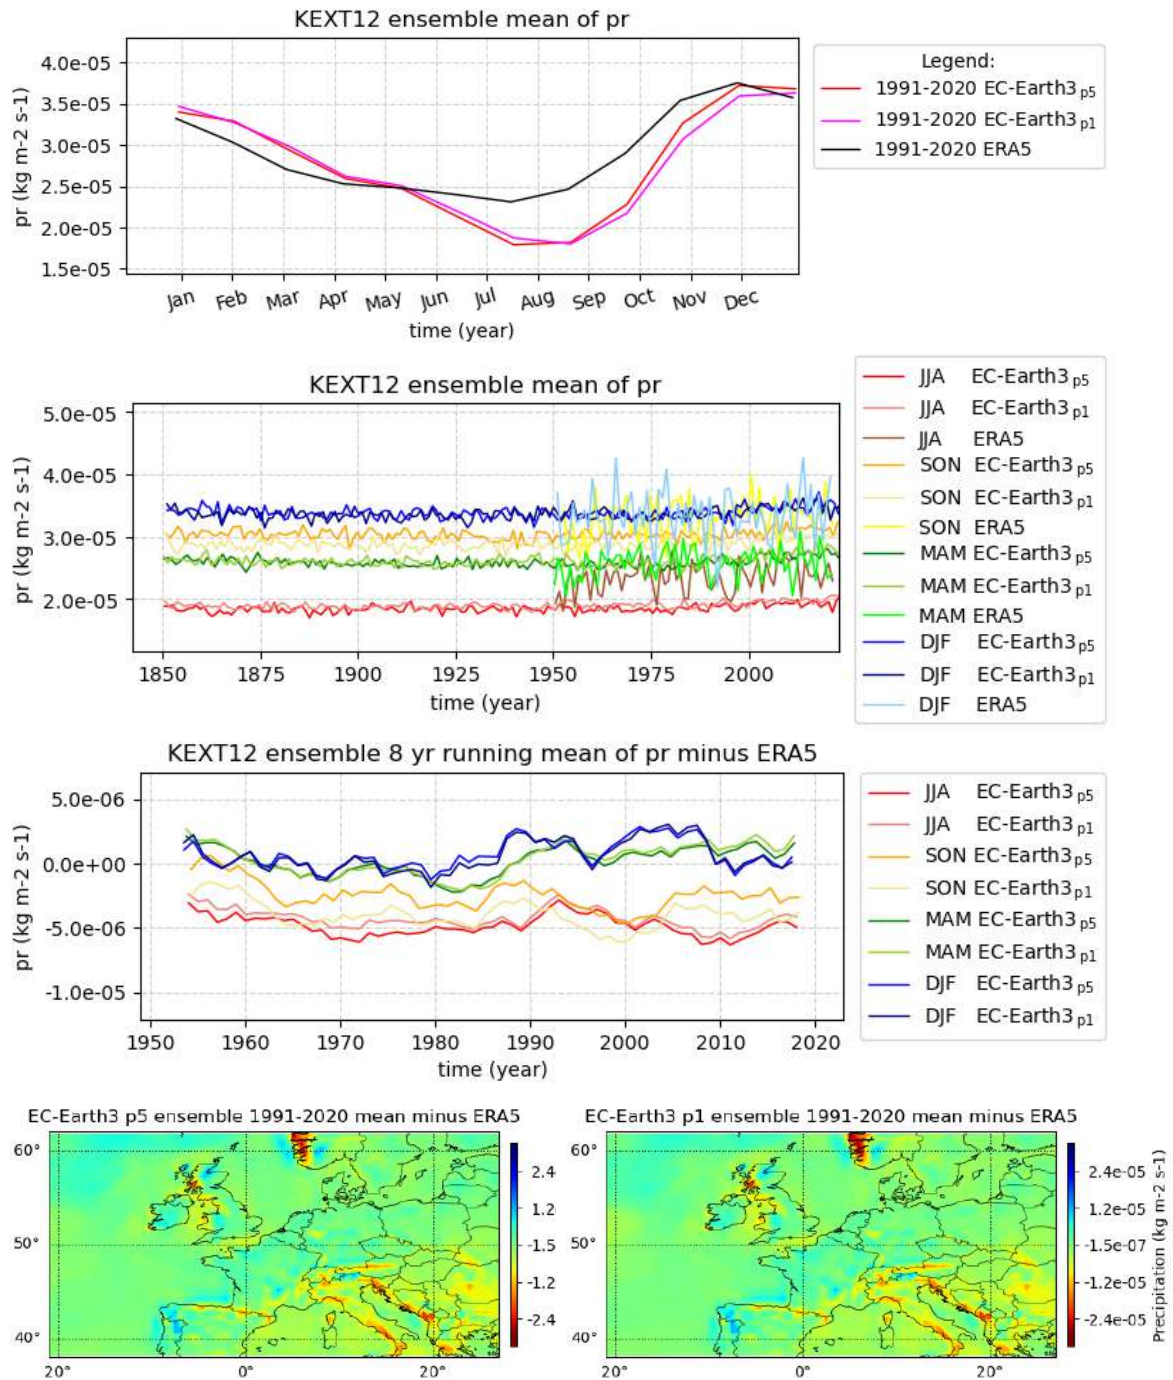 KEXT12 ensemble mean of pr
4.0e-05
3.5e-05
3.0e-05
2.5e-05
2.0e-05
1.5e-05
pr (kg m-2 s-1)
Jan Feb Mar Apr May Jun Jul Aug Sep Oct Nov Dec
time (year)
Legend:
1991-2020 EC-Earth3 p5
1991-2020 EC-Earth3 p1
1991-2020 ERA5
KEXT12 ensemble mean of pr
5.0e-05
4.0e-05
3.0e-05
2.0e-05
pr (kg m-2 s-1)
1850 1875 1900 1925 1950 1975 2000
time (year)
JJA EC-Earth3 p5
JJA EC-Earth3 p1
JJA ERA5
SON EC-Earth3 p5
SON EC-Earth3 p1
SON ERA5
MAM EC-Earth3 p5
MAM EC-Earth3 p1
MAM ERA5
DJF EC-Earth3 p5
DJF EC-Earth3 p1
DJF ERA5
KEXT12 ensemble 8 yr running mean of pr minus ERA5
5.0e-06
0.0e+00
-5.0e-06
-1.0e-05
pr (kg m-2 s-1)
1950 1960 1970 1980 1990 2000 2010 2020
time (year)
JJA EC-Earth3 p5
JJA EC-Earth3 p1
SON EC-Earth3 p5
SON EC-Earth3 p1
MAM EC-Earth3 p5
MAM EC-Earth3 p1
DJF EC-Earth3 p5
DJF EC-Earth3 p1
EC-Earth3 p5 ensemble 1991-2020 mean minus ERA5
60°
50°
40°
20° 0° 20°
2.4
1.2
-1.5
-1.2
-2.4
EC-Earth3 p1 ensemble 1991-2020 mean minus ERA5
60°
50°
40°
20° 0° 20°
2.4e-05
1.2e-05
-1.5e-07
-1.2e-05
-2.4e-05
Precipitation (kg m-2 s-1)